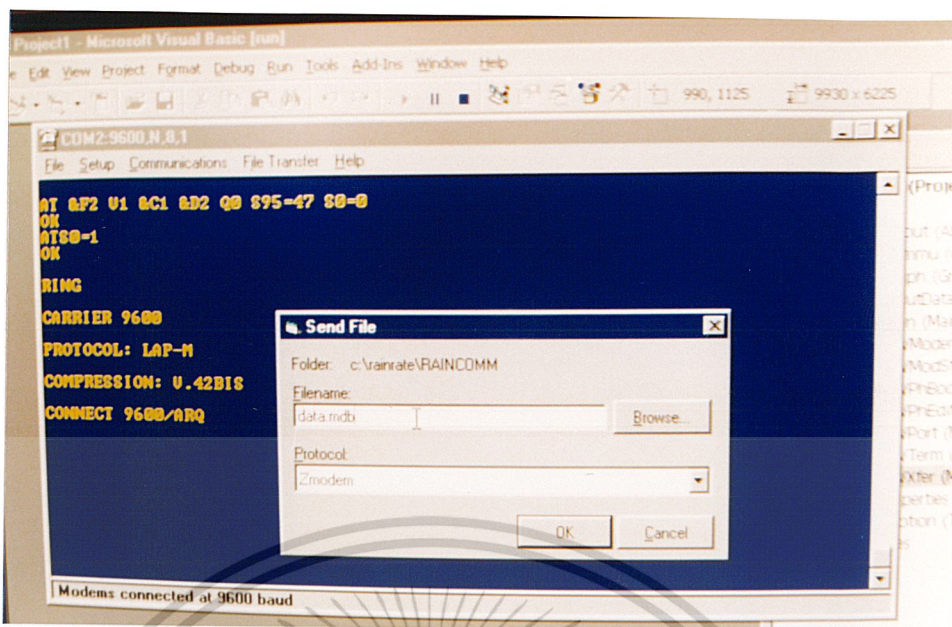 Project1 - Microsoft Visual Basic [run]
Edit View Project Format Debug Run Tools Add-Ins Window Help
990, 1125 9930 x 6225
COM2:9600,N,8,1
File Setup Communications File Transfer Help
AT &F2 V1 &C1 &D2 Q0 S95=47 S0=0
OK
ATS0=1
OK
RING
CARRIER 9600
PROTOCOL: LAP-M
COMPRESSION: V.42BIS
CONNECT 9600/ARQ
Send File
Folder: c:\rainrate\RAINCOMM
Filename:
data.mdb
Browse...
Protocol:
Zmodem
OK Cancel
Modems connected at 9600 baud